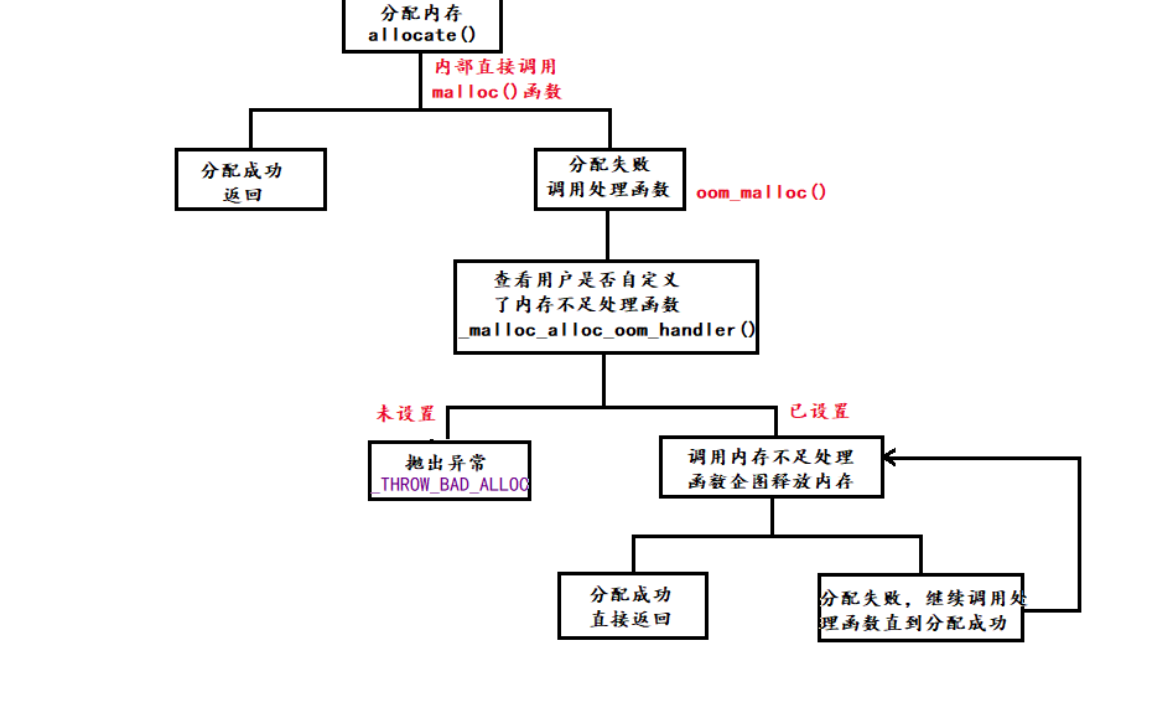 分配内存
allocate()
内部直接调用
malloc()函数
分配成功
返回
分配失败
调用处理函数
oom_malloc()
查看用户是否自定义
了内存不足处理函数
_malloc_alloc_oom_handler()
未设置
已设置
抛出异常
_THROW_BAD_ALLOC
调用内存不足处理
函数企图释放内存
分配成功
直接返回
分配失败，继续调用处
理函数直到分配成功